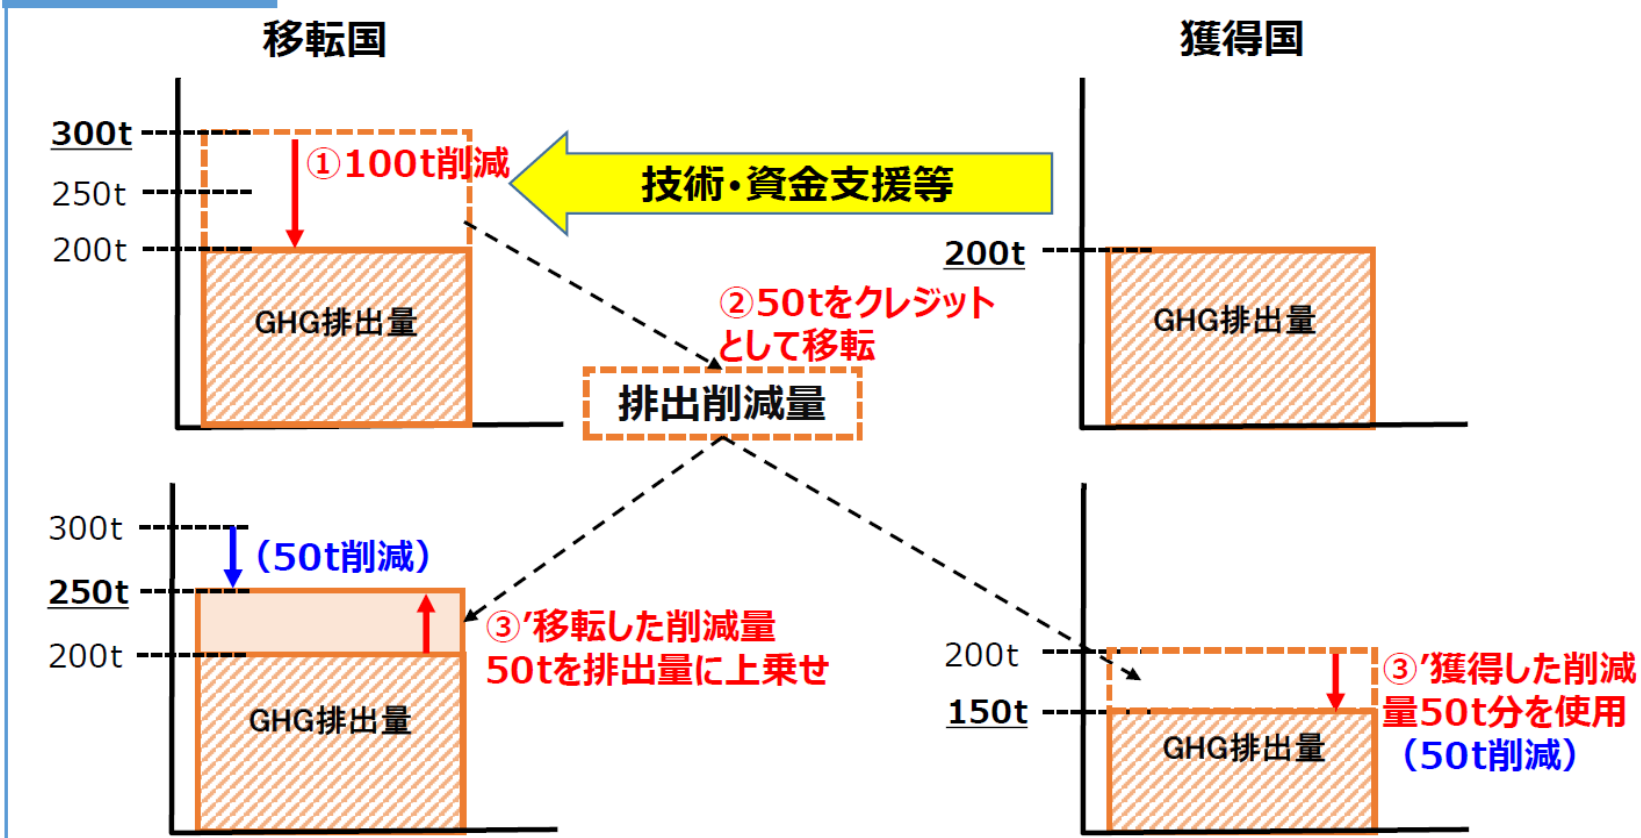 移転国
獲得国
300t
250t
200t
①100t削減
技術・資金支援等
GHG排出量
200t
GHG排出量
②50tをクレジット
として移転
排出削減量
300t
250t
200t
(50t削減)
③’移転した削減量
50tを排出量に上乗せ
GHG排出量
200t
150t
③’獲得した削減
量50t分を使用
(50t削減)
GHG排出量